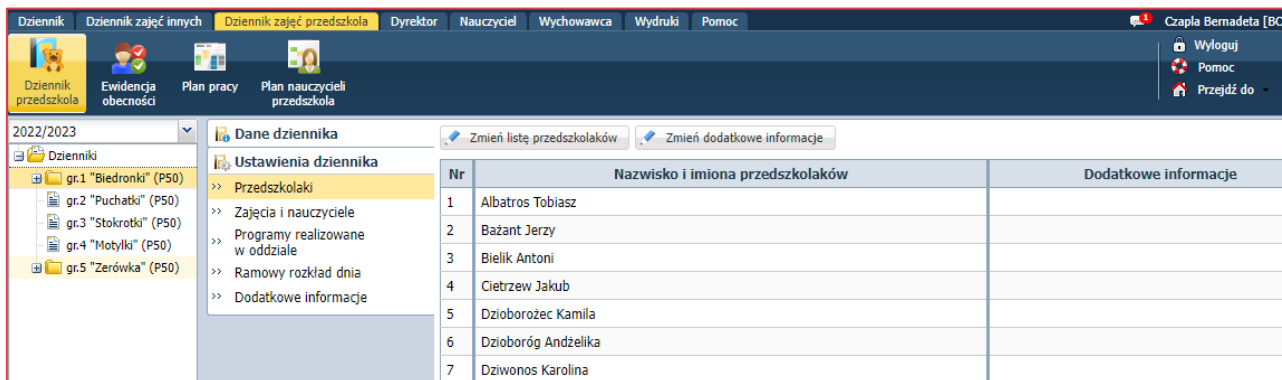 Dziennik Dziennik zajęć innych Dziennik zajęć przedszkola Dyrektor Nauczyciel Wychowawca Wydruki Pomoc 1 Czapla Bernadeta [BO
Dziennik przedszkola
Ewidencja obecności
Plan pracy
Plan nauczycieli przedszkola
Wyloguj
Pomoc
Przejdź do
2022/2023
Dzienniki
gr.1 "Biedronki" (P50)
gr.2 "Puchatki" (P50)
gr.3 "Stokrotki" (P50)
gr.4 "Motylki" (P50)
gr.5 "Zerówka" (P50)
Dane dziennika
Ustawienia dziennika
>> Przedszkolaki
>> Zajęcia i nauczyciele
>> Programy realizowane
w oddziale
>> Ramowy rozkład dnia
>> Dodatkowe informacje
Zmień listę przedszkolaków Zmień dodatkowe informacje
Nr Nazwisko i imiona przedszkolaków Dodatkowe informacje
1 Albatros Tobiasz
2 Bażant Jerzy
3 Bielik Antoni
4 Cietrzew Jakub
5 Dzioborożec Kamila
6 Dzioboróg Andżelika
7 Dziwonos Karolina